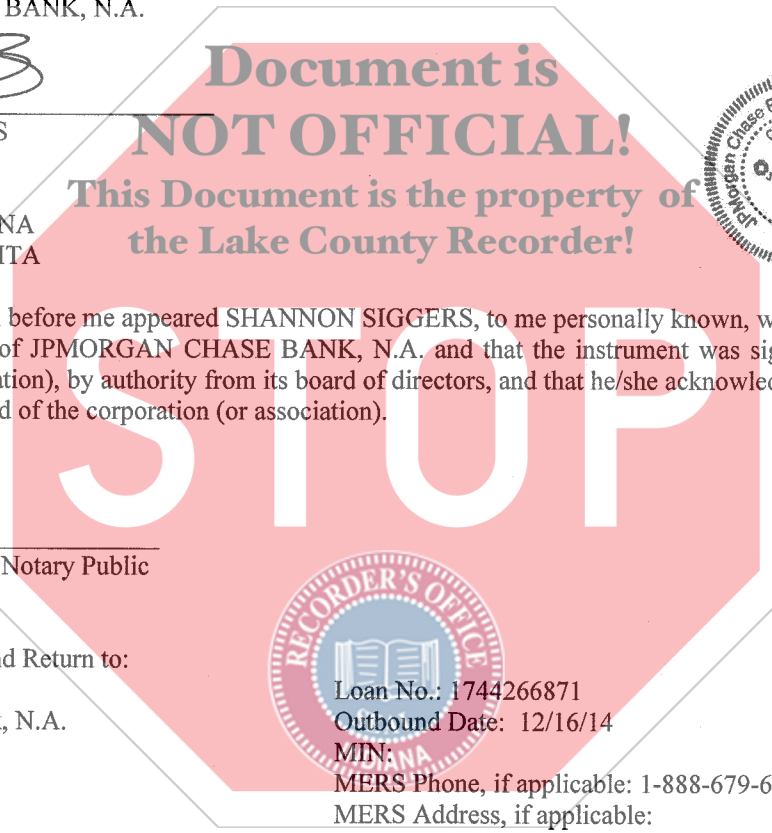 BANK, N.A.
Document is
NOT OFFICIAL!
This Document is the property of
the Lake County Recorder!
JPMorgan Chase
S
NA
ITA
before me appeared SHANNON SIGGERS, to me personally known, w
of JPMORGAN CHASE BANK, N.A. and that the instrument was sig
ation), by authority from its board of directors, and that he/she acknowled
d of the corporation (or association).
STOP
Notary Public
RECORDER'S OFFICE
INDIANA
nd Return to:
, N.A.
Loan No.: 1744266871
Outbound Date: 12/16/14
MIN:
MERS Phone, if applicable: 1-888-679-6
MERS Address, if applicable: